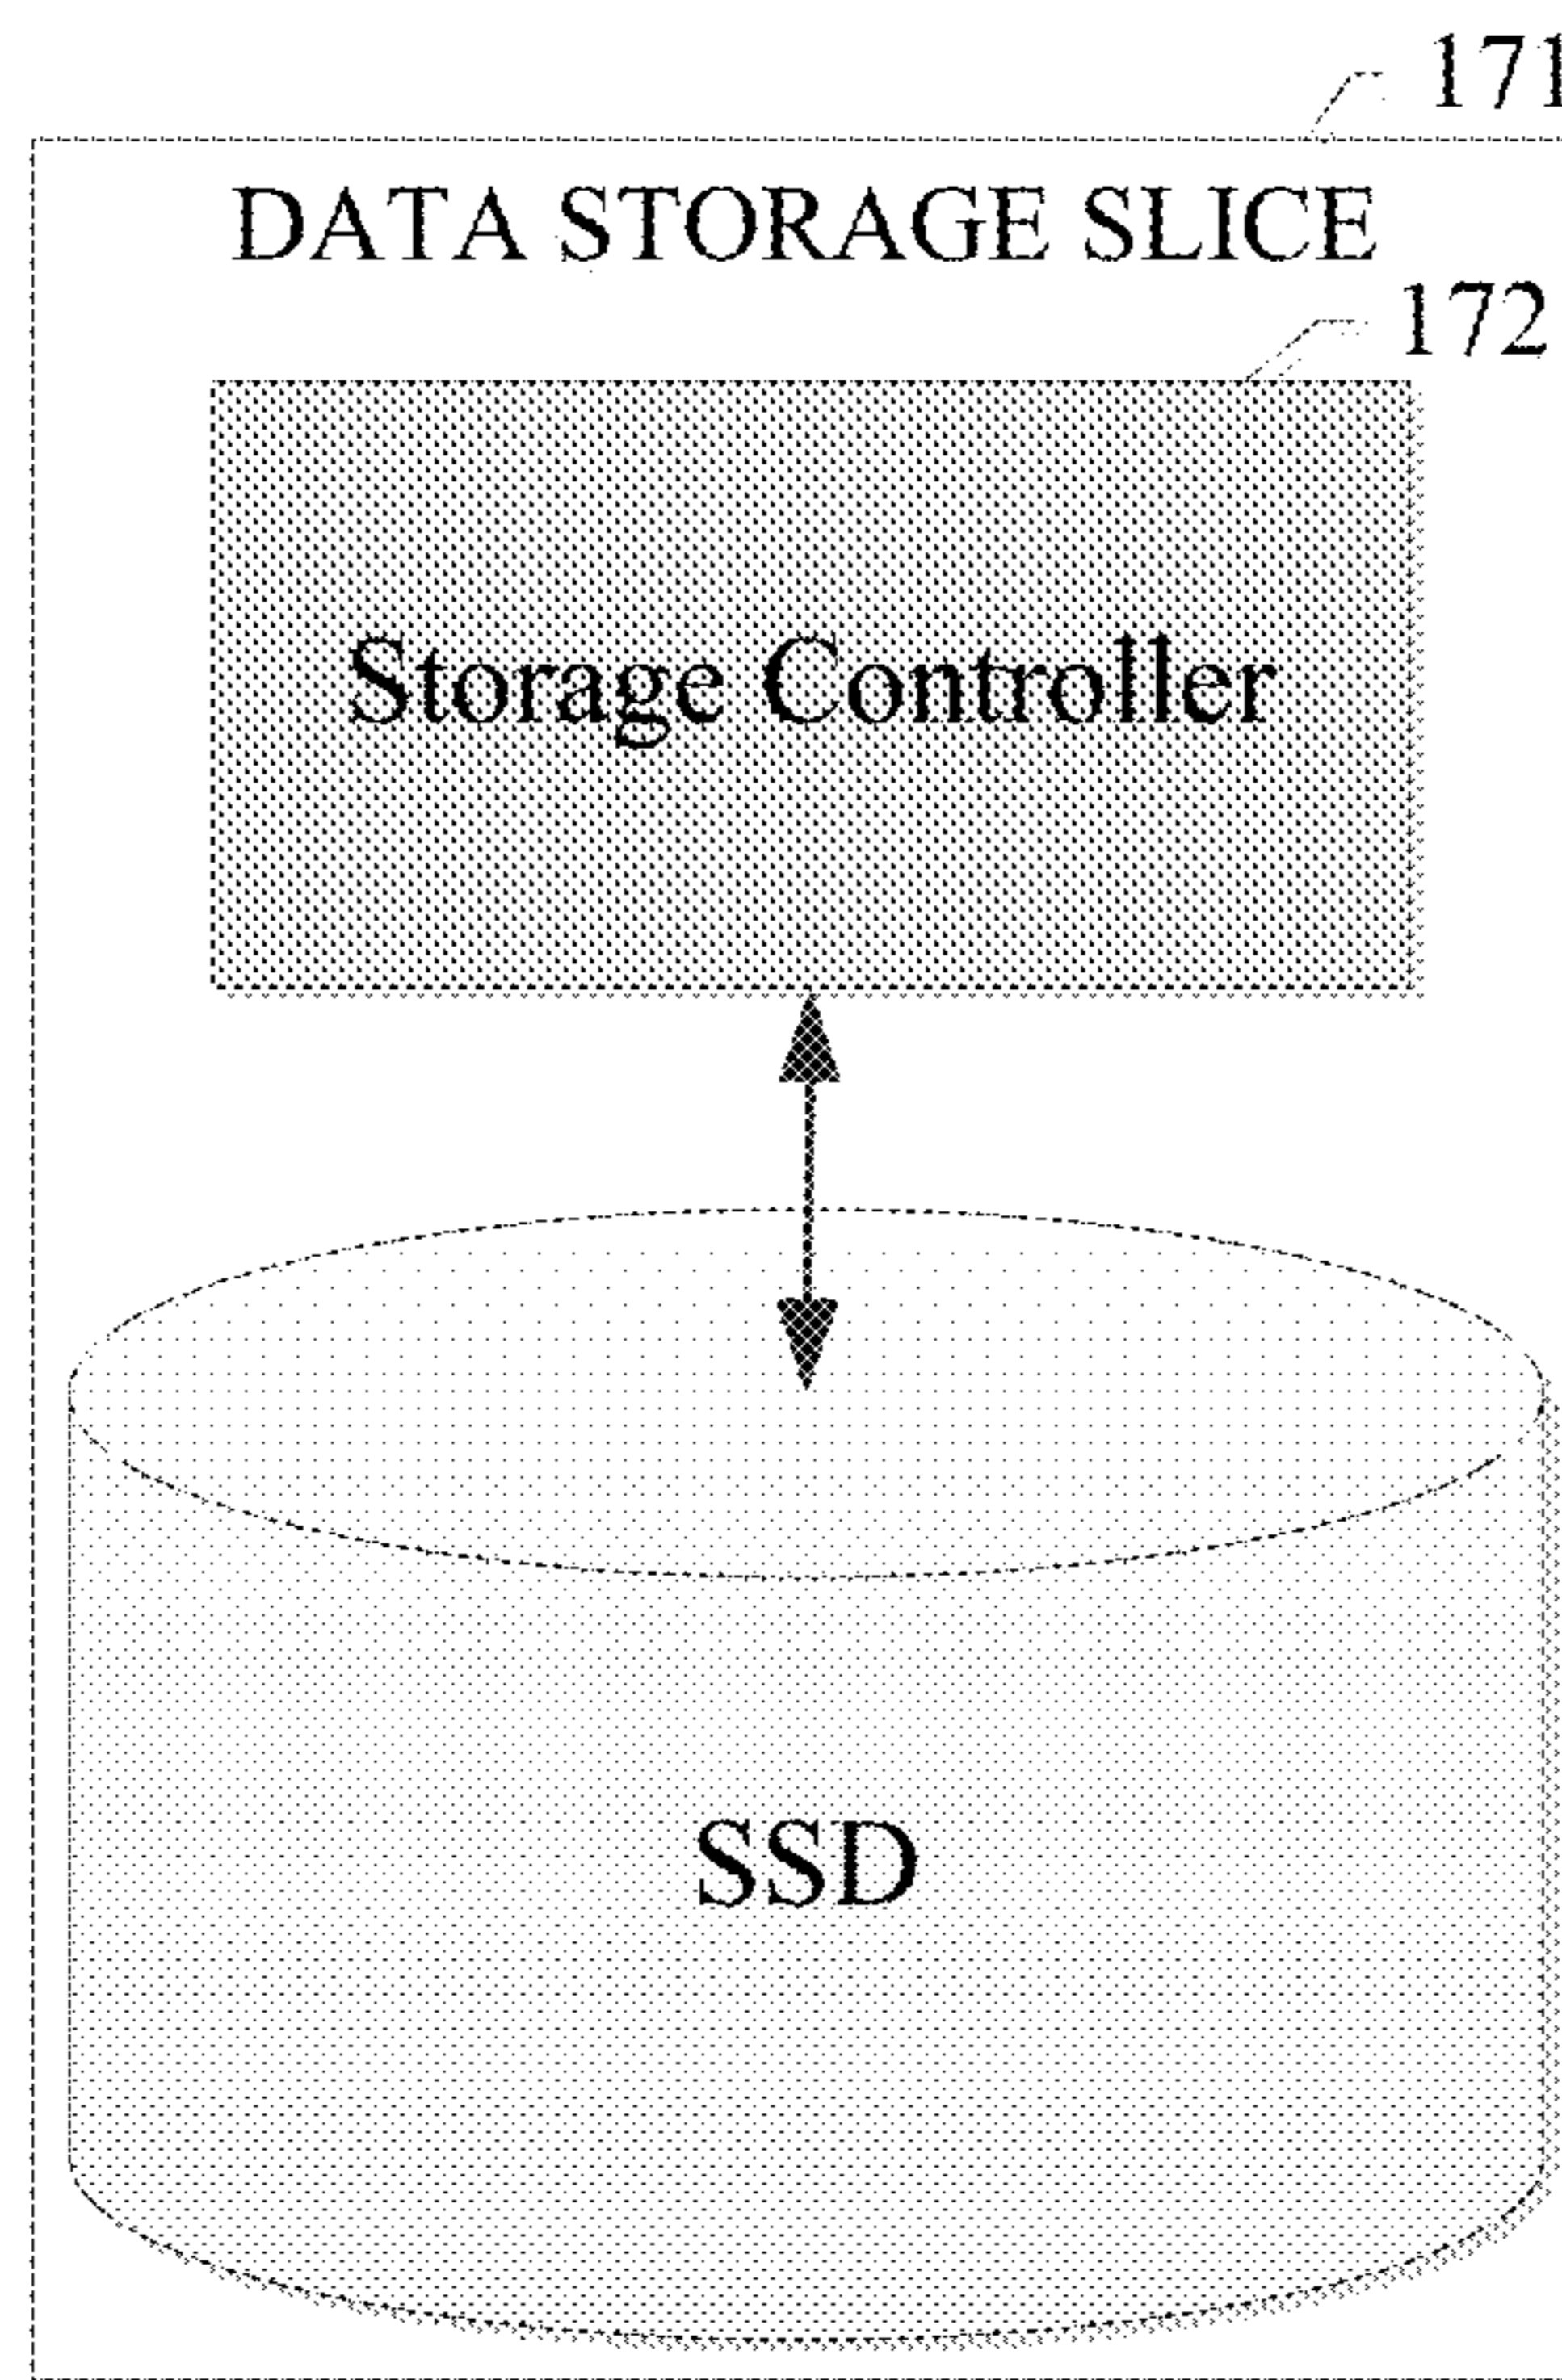 171
DATA STORAGE SLICE
172
Storage Controller
SSD